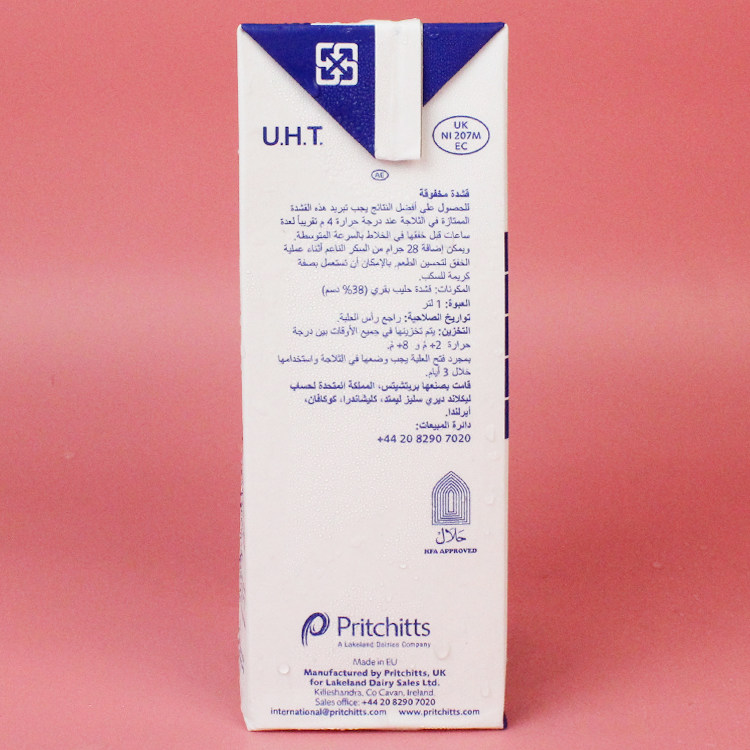 U.H.T.
UK
NI 207M
EC
AE
قشدة مخفوقة
للحصول على أفضل النتائج يجب تبريد هذه القشدة
الممتازة في الثلاجة عند درجة حرارة 4 م تقريباً لعدة
ساعات قبل خفقها في الخلاط بالسرعة المتوسطة.
ويمكن إضافة 28 جرام من السكر الناعم أثناء عملية
الخفق لتحسين الطعم. بالإمكان أن تستعمل بصفة
كريمة للسكب.
المكونات: قشدة حليب بقري (38% دسم)
العبوة: 1 لتر
تواريخ الصلاحية: راجع رأس العلبة.
التخزين: يتم تخزينها في جميع الأوقات بين درجة
حرارة +2 مْ و +8 مْ.
بمجرد فتح العلبة يجب وضعها في الثلاجة واستخدامها
خلال 3 أيام.
قامت بصنعها بريتشيتس، المملكة المتحدة لحساب
ليكلاند ديري سليز ليمتد، كليشاندرا، كوكافان،
أيرلندا.
دائرة المبيعات:
+44 20 8290 7020
حَلَالْ
HFA APPROVED
Pritchitts
A Lakeland Dairies Company
Made in EU
Manufactured by Pritchitts, UK
for Lakeland Dairy Sales Ltd.
Killeshandra, Co Cavan, Ireland.
Sales office: +44 20 8290 7020
international@pritchitts.com www.pritchitts.com